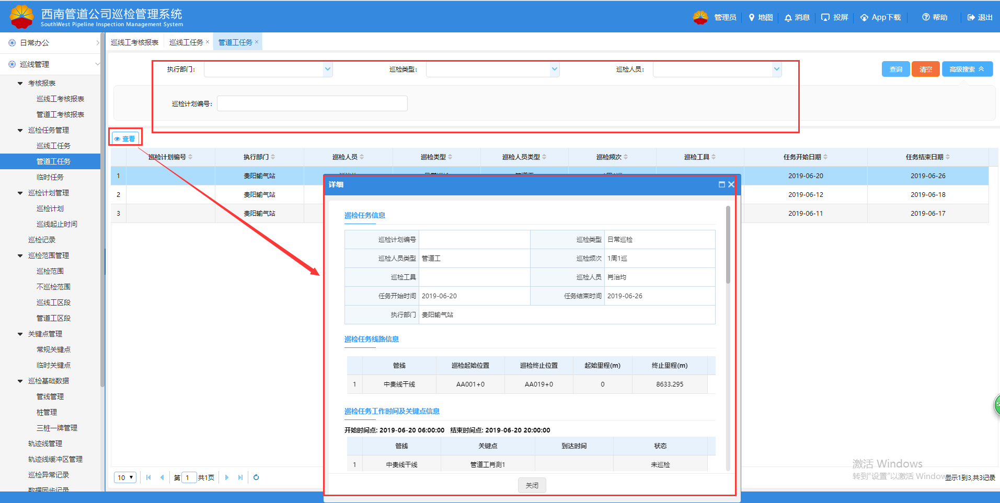 西南管道公司巡检管理系统
SouthWest Pipeline Inspection Management System
管理员 地图 消息 投屏 App下载 帮助 退出
日常办公
巡线管理
考核报表
巡线工考核报表
管道工考核报表
巡检任务管理
巡线工任务
管道工任务
临时任务
巡检计划管理
巡检计划
巡线起止时间
巡检记录
巡检范围管理
巡检范围
不巡检范围
巡线工区段
管道工区段
关键点管理
常规关键点
临时关键点
巡检基础数据
管线管理
桩管理
三桩一牌管理
轨迹线管理
轨迹线缓冲区管理
巡检异常记录
数据同步记录
巡线工考核报表 巡线工任务 × 管道工任务 ×
执行部门: 巡检类型: 巡检人员: 查询 清空 高级搜索
巡检计划编号:
查看
巡检计划编号 执行部门 巡检人员 巡检类型 巡检人员类型 巡检频次 巡检工具 任务开始日期 任务结束日期
1 贵阳输气站 2019-06-20 2019-06-26
2 贵阳输气站 2019-06-12 2019-06-18
3 贵阳输气站 2019-06-11 2019-06-17
详细
巡检任务信息
巡检计划编号 巡检类型 日常巡检
巡检人员类型 管道工 巡检频次 1周1巡
巡检工具 巡检人员 肖治均
任务开始时间 2019-06-20 任务结束时间 2019-06-26
执行部门 贵阳输气站
巡检任务线路信息
管线 巡检起始位置 巡检终止位置 起始里程(m) 终止里程(m)
1 中贵线干线 AA001+0 AA019+0 0 8633.295
巡检任务工作时间及关键点信息
开始时间点: 2019-06-20 06:00:00 结束时间点: 2019-06-20 20:00:00
管线 关键点 到达时间 状态
1 中贵线干线 管道工肖测1 未巡检
关闭
10 第 1 共1页
激活 Windows
转到"设置"以激活 Window
显示1到3,共3记录